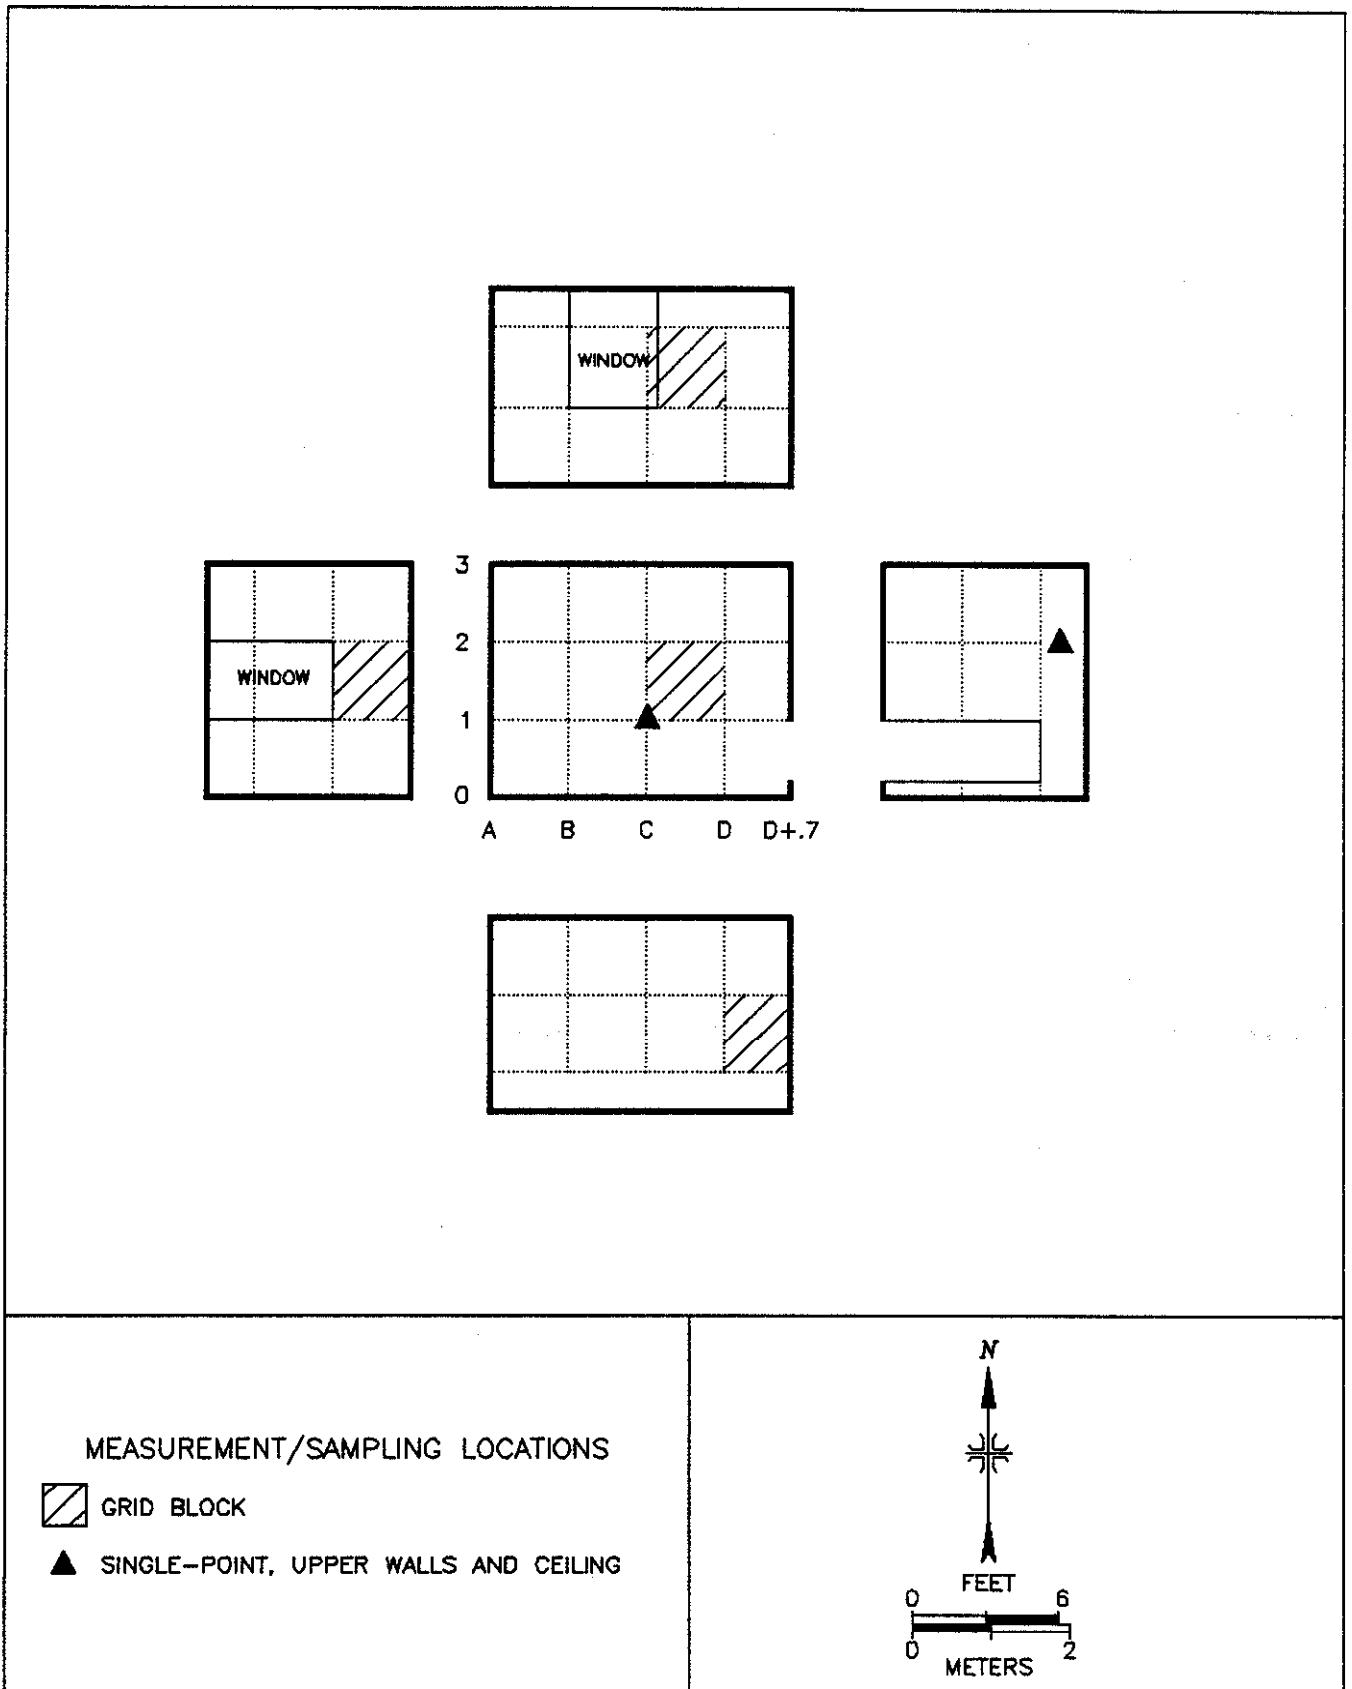 WINDOW
3
2
1
0
WINDOW
A B C D D+.7
MEASUREMENT/SAMPLING LOCATIONS
GRID BLOCK
SINGLE-POINT, UPPER WALLS AND CEILING
N
FEET
0 6
0 2
METERS